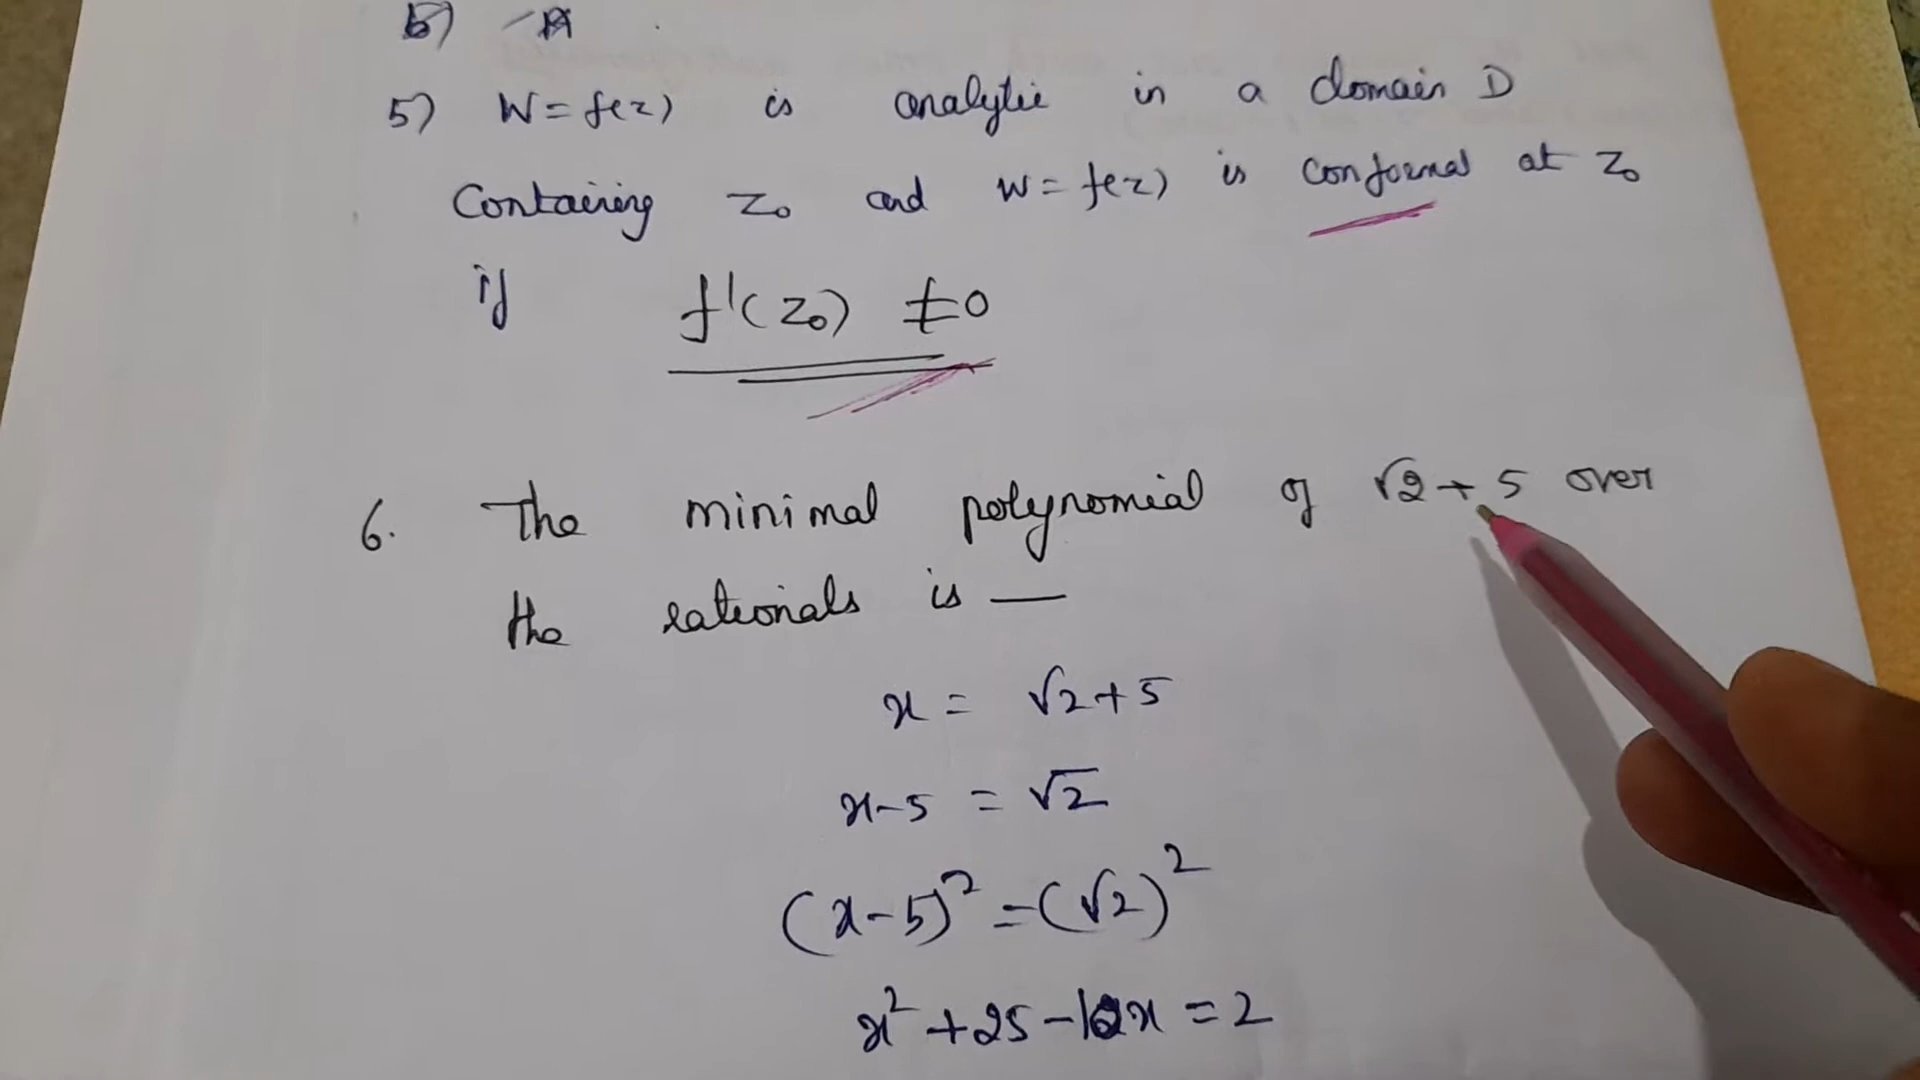 5) W = f(z) is analytic in a domain D
Containing z₀ and w = f(z) is conformal at z₀
if f'(z₀) ≠ 0
6. The minimal polynomial of √2 + 5 over
the rationals is —
x = √2 + 5
x - 5 = √2
(x - 5)² = (√2)²
x² + 25 - 10x = 2